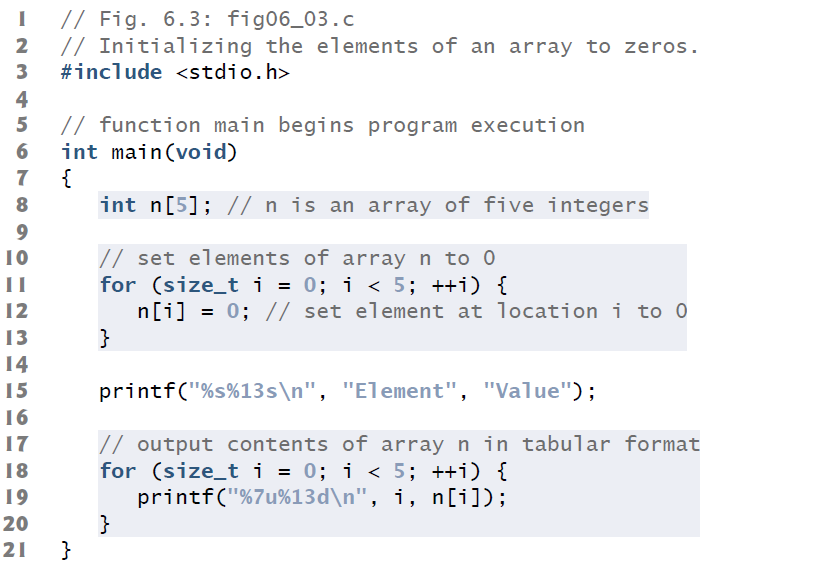 1 // Fig. 6.3: fig06_03.c
2 // Initializing the elements of an array to zeros.
3 #include <stdio.h>
4
5 // function main begins program execution
6 int main(void)
7 {
8    int n[5]; // n is an array of five integers
9
10    // set elements of array n to 0
11    for (size_t i = 0; i < 5; ++i) {
12       n[i] = 0; // set element at location i to 0
13    }
14
15    printf("%s%13s\n", "Element", "Value");
16
17    // output contents of array n in tabular format
18    for (size_t i = 0; i < 5; ++i) {
19       printf("%7u%13d\n", i, n[i]);
20    }
21 }